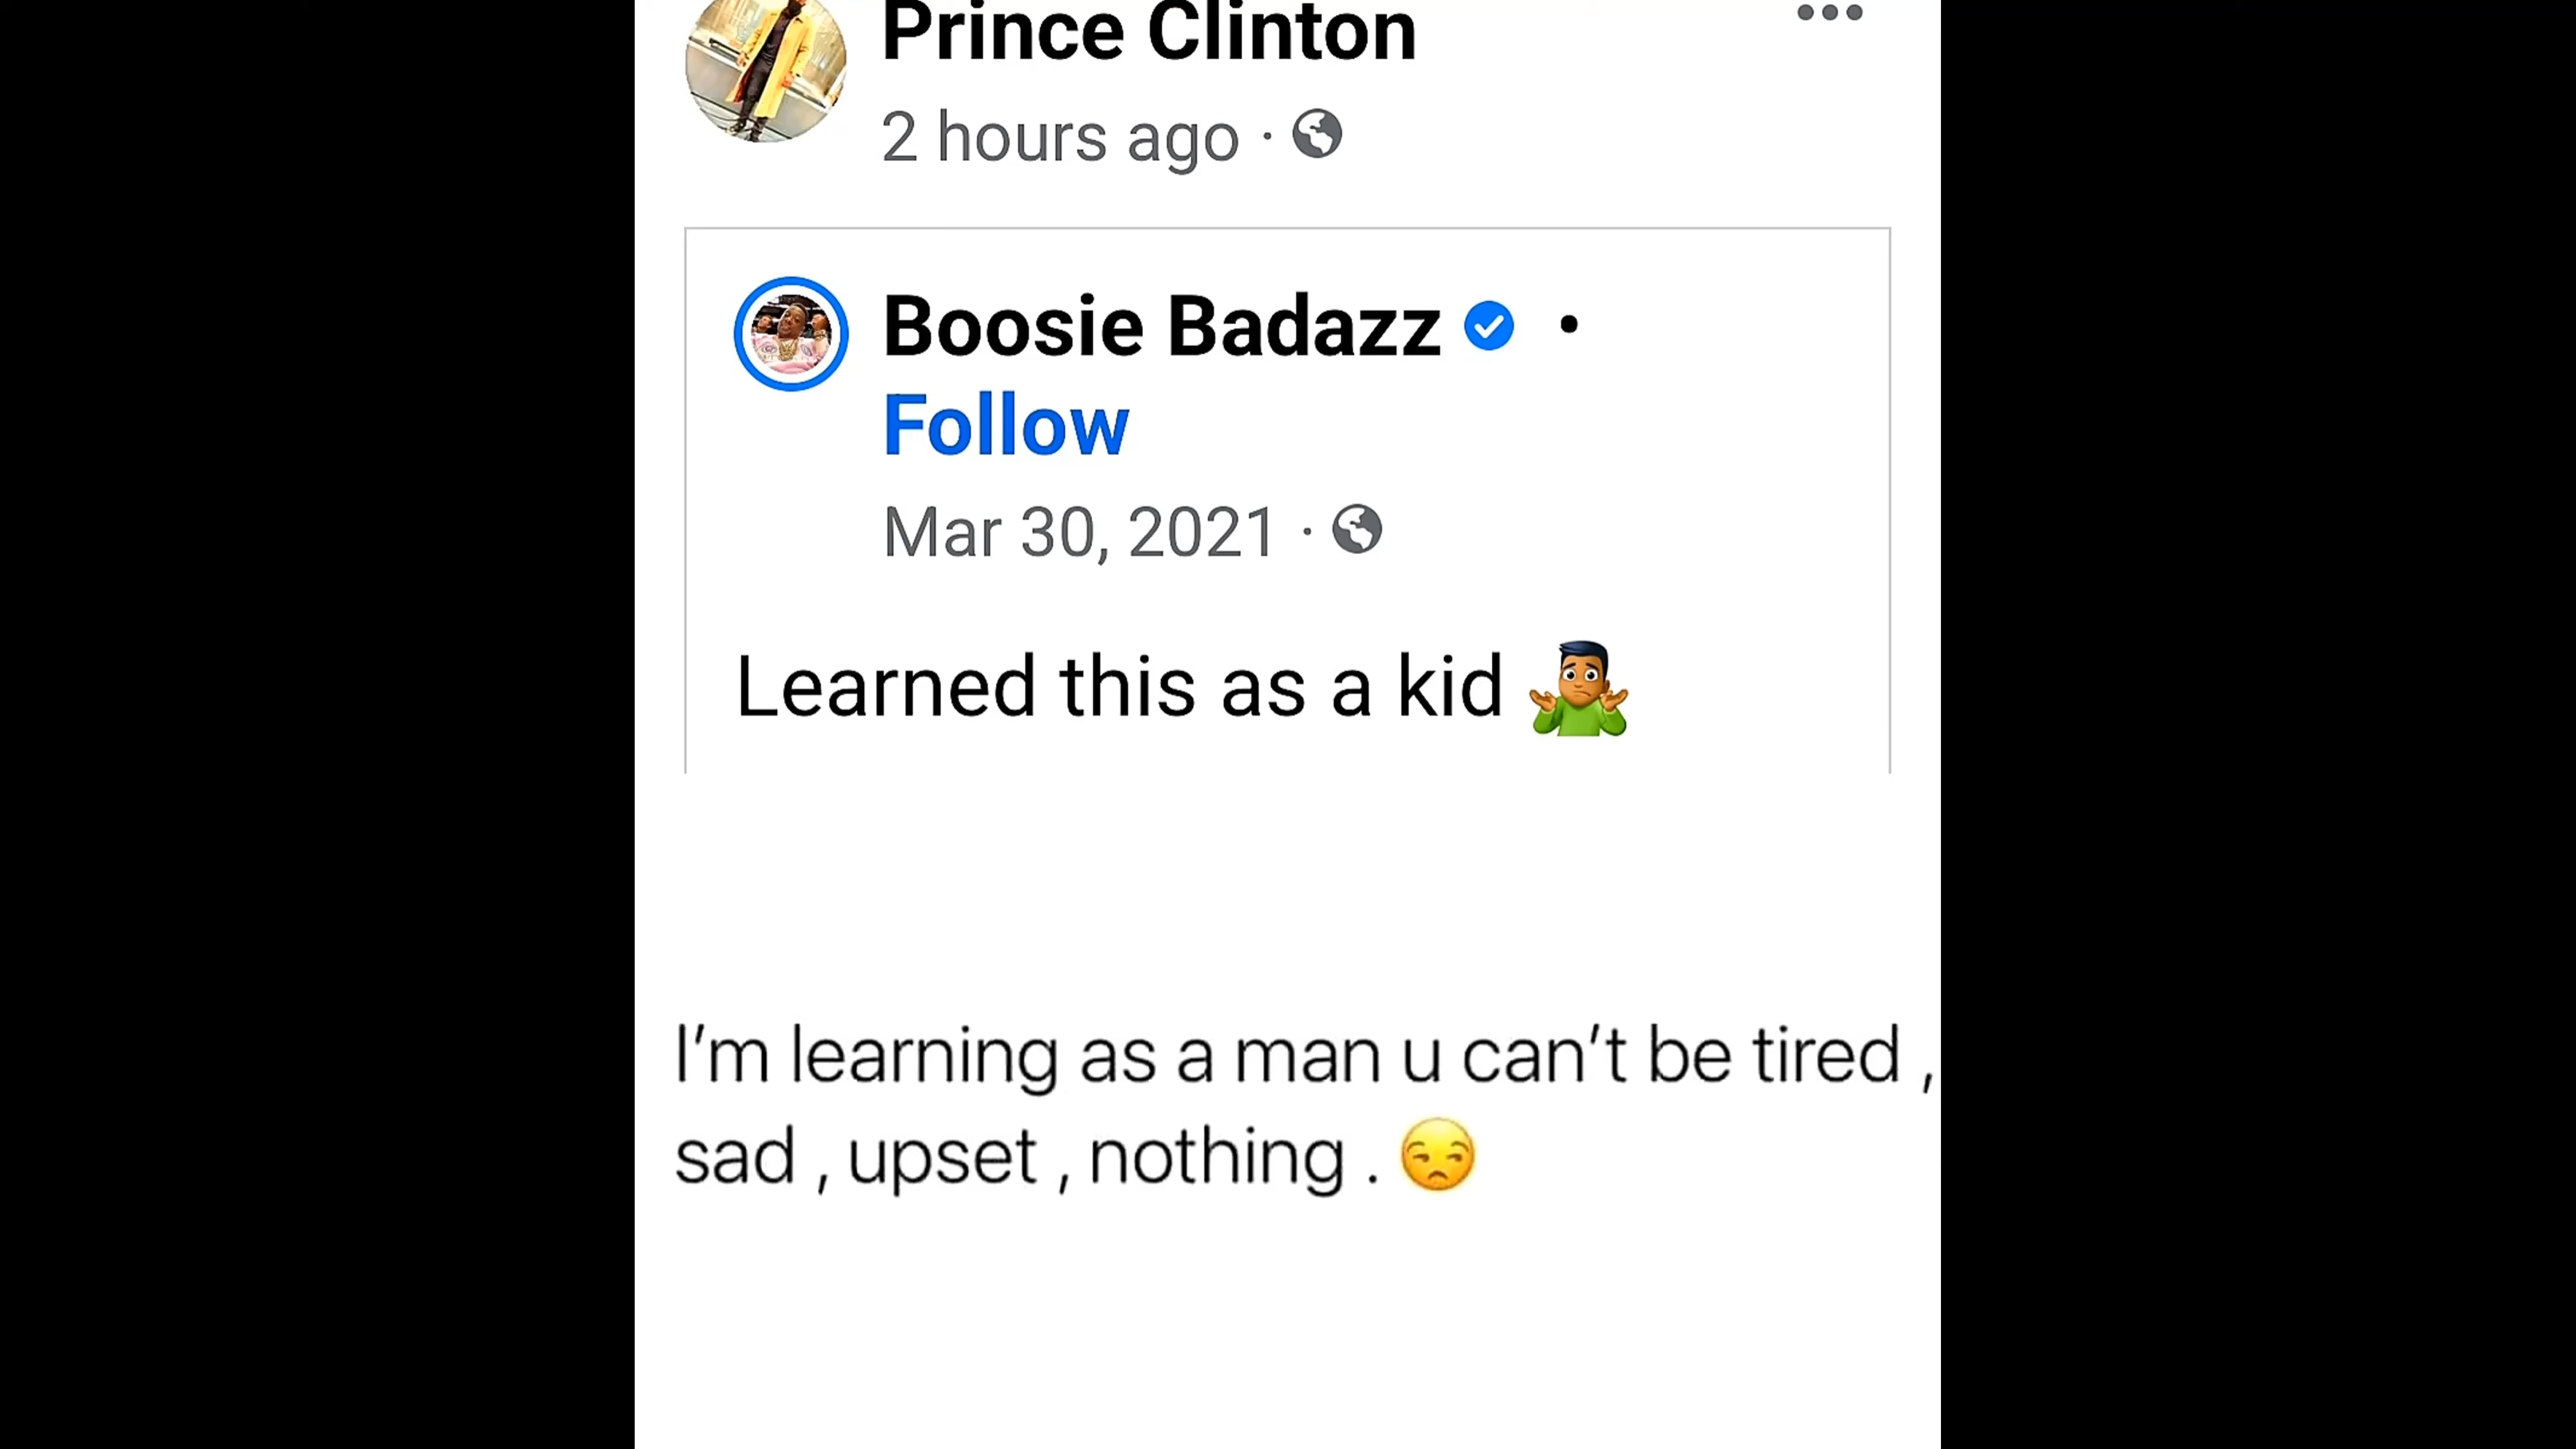 Prince Clinton
2 hours ago ·
Boosie Badazz •
Follow
Mar 30, 2021 ·
Learned this as a kid 🤷🏾‍♂️
I’m learning as a man u can’t be tired ,
sad , upset , nothing . 😒